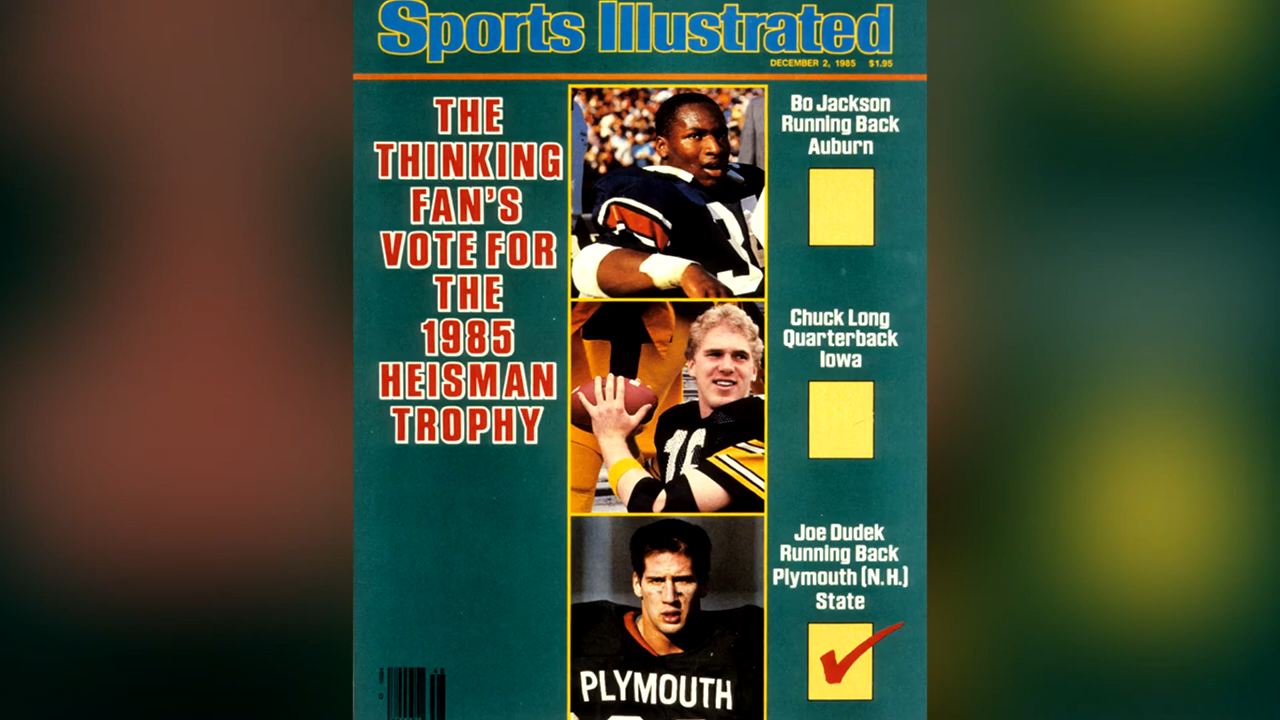 Sports Illustrated
DECEMBER 2, 1985 $1.95
THE
THINKING
FAN'S
VOTE FOR
THE
1985
HEISMAN
TROPHY
Bo Jackson
Running Back
Auburn
Chuck Long
Quarterback
Iowa
16
Joe Dudek
Running Back
Plymouth (N.H.)
State
PLYMOUTH